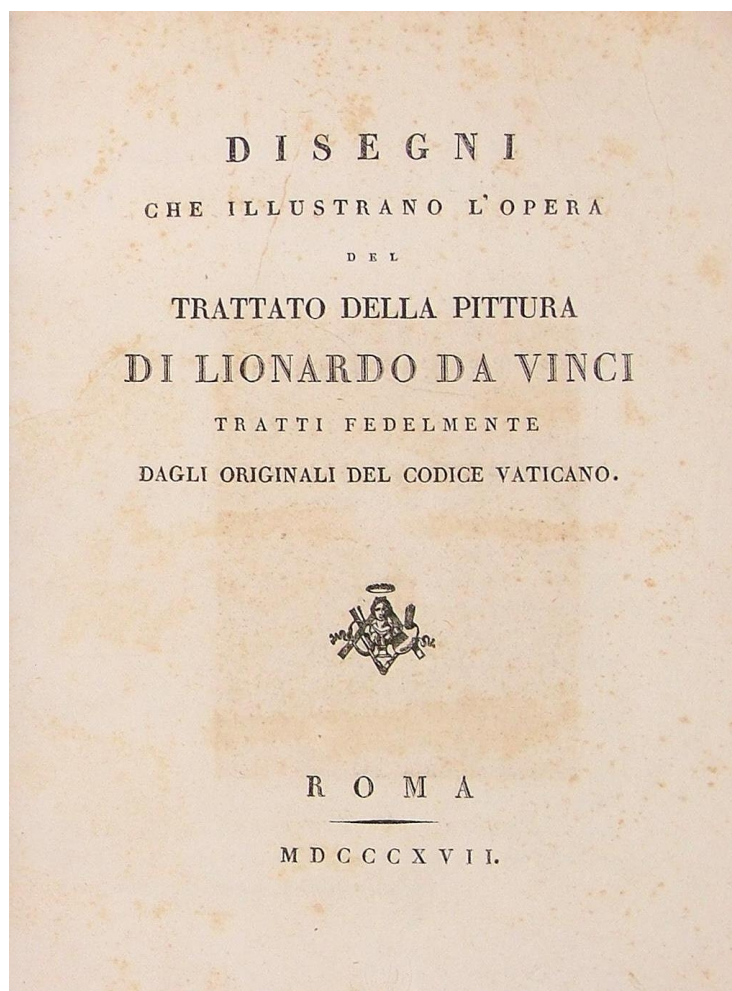 DISEGNI
CHE ILLUSTRANO L'OPERA
DEL
TRATTATO DELLA PITTURA
DI LIONARDO DA VINCI
TRATTI FEDELMENTE
DAGLI ORIGINALI DEL CODICE VATICANO.
ROMA
MDCCCXVII.